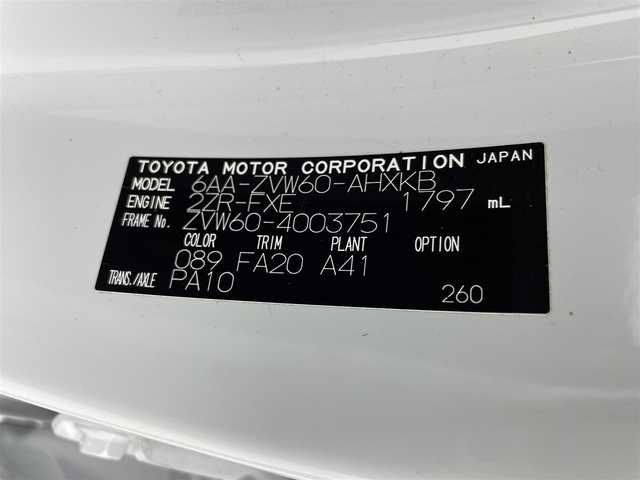 TOYOTA MOTOR CORPORATION JAPAN
MODEL 6AA-ZVW60-AHXKB
ENGINE 2ZR-FXE 1797 mL
FRAME No. ZVW60-4003751
COLOR TRIM PLANT OPTION
089 FA20 A41
TRANS./AXLE PA10
260